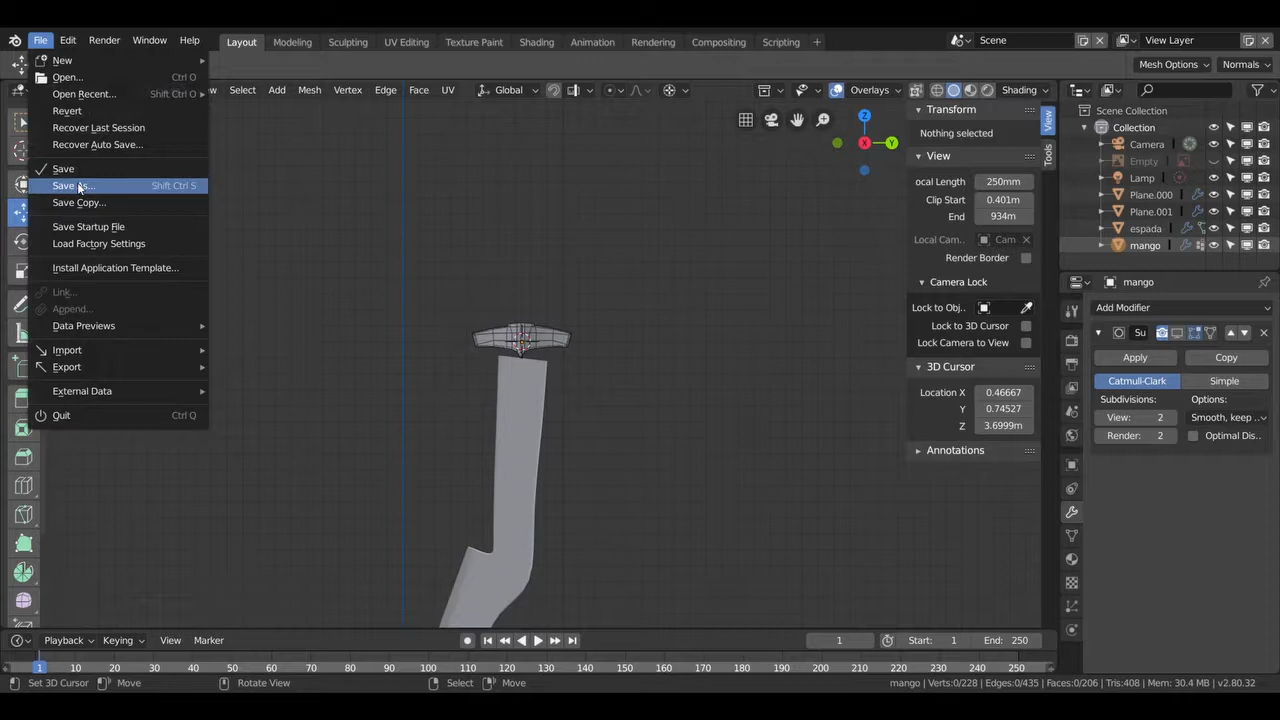 File Edit Render Window Help Layout Modeling Sculpting UV Editing Texture Paint Shading Animation Rendering Compositing Scripting + Scene View Layer
Mesh Options Normals
Select Add Mesh Vertex Edge Face UV Global Overlays Shading
New
Open... Ctrl O
Open Recent... Shift Ctrl O
Revert
Recover Last Session
Recover Auto Save...
Save
Save As... Shift Ctrl S
Save Copy...
Save Startup File
Load Factory Settings
Install Application Template...
Link...
Append...
Data Previews
Import
Export
External Data
Quit Ctrl Q
Z
X Y
Transform
Nothing selected
View
ocal Length 250mm
Clip Start 0.401m
End 934m
Local Cam.. Cam
Render Border
Camera Lock
Lock to Obj..
Lock to 3D Cursor
Lock Camera to View
3D Cursor
Location X 0.46667
Y 0.74527
Z 3.6999m
Annotations
View
Tools
Scene Collection
Collection
Camera
Empty
Lamp
Plane.000
Plane.001
espada
mango
mango
Add Modifier
Su
Apply Copy
Catmull-Clark Simple
Subdivisions: Options:
View: 2 Smooth, keep ..
Render: 2 Optimal Dis..
Playback Keying View Marker 1 Start: 1 End: 250
1 10 20 30 40 50 60 70 80 90 100 110 120 130 140 150 160 170 180 190 200 210 220 230 240 250
Set 3D Cursor Move Rotate View Select Move mango | Verts:0/228 | Edges:0/435 | Faces:0/206 | Tris:408 | Mem: 30.4 MB | v2.80.32